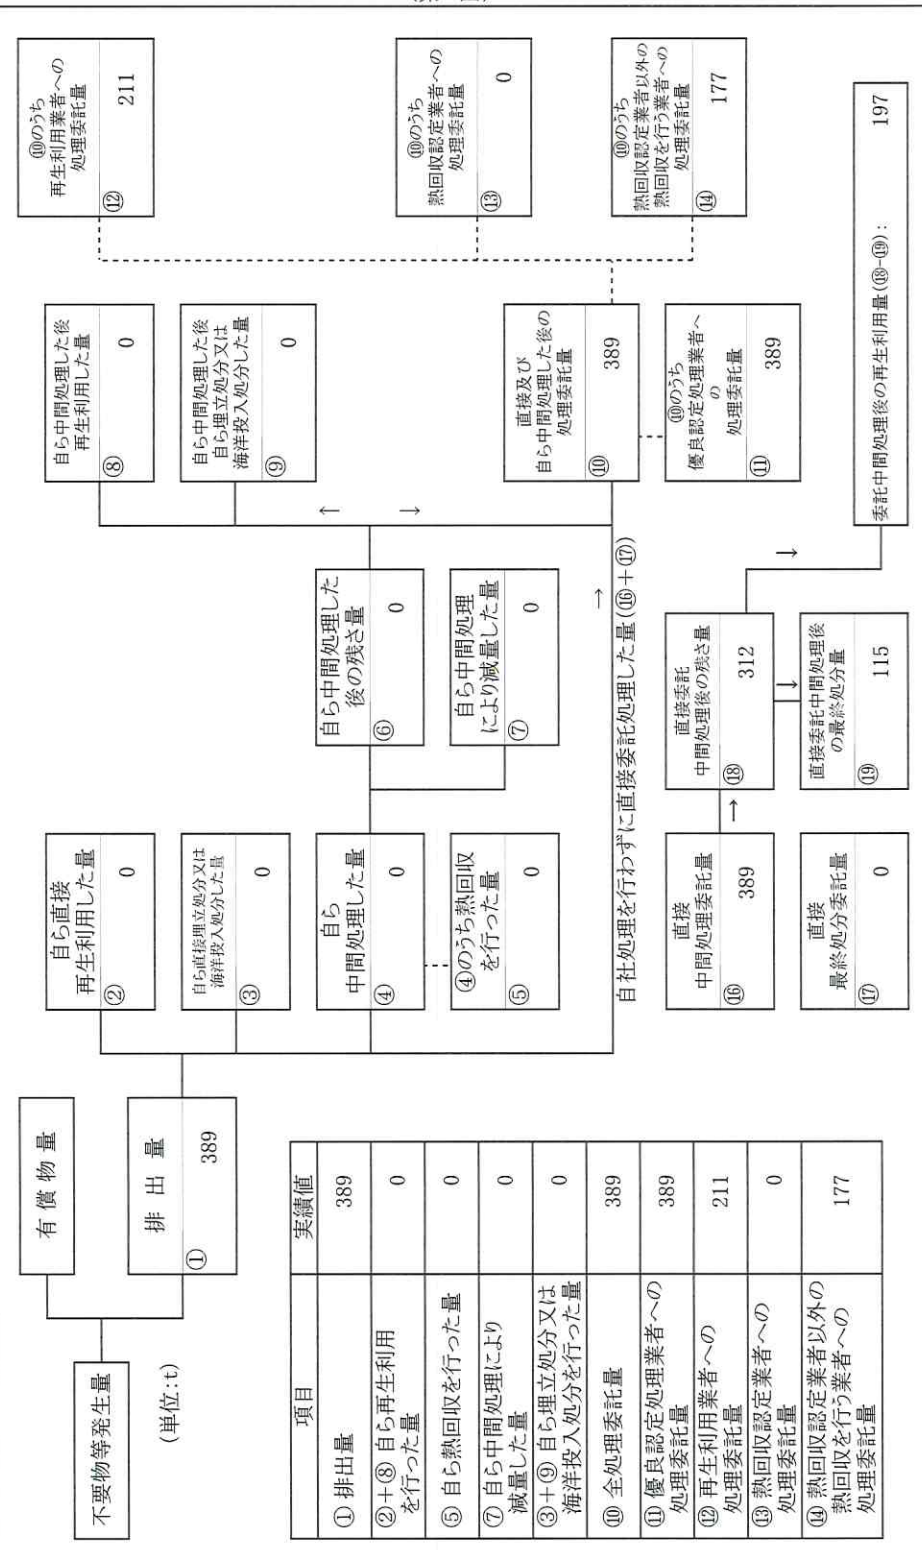 不要物等発生量
(単位:t)
有 償 物 量
排 出 量
① 389
自ら直接
再生利用した量
② 0
自ら直接埋立処分又は
海洋投入処分した量
③ 0
自ら
中間処理した量
④ 0
④のうち熱回収
を行った量
⑤ 0
自ら中間処理した
後の残さ量
⑥ 0
自ら中間処理
により減量した量
⑦ 0
自ら中間処理した後
再生利用した量
⑧ 0
自ら中間処理した後
自ら埋立処分又は
海洋投入処分した量
⑨ 0
↑
↓
→
自社処理を行わずに直接委託処理した量(⑯+⑰)
直接及び
自ら中間処理した後の
処理委託量
⑩ 389
⑩のうち
優良認定処理業者へ
の
処理委託量
⑪ 389
⑩のうち
再生利用業者への
処理委託量
⑫ 211
⑩のうち
熱回収認定業者への
処理委託量
⑬ 0
⑩のうち
熱回収認定業者以外の
熱回収を行う業者への
処理委託量
⑭ 177
直接
中間処理委託量
⑯ 389
→
直接
最終処分委託量
⑰ 0
直接委託
中間処理後の残さ量
⑱ 312
↓
直接委託中間処理後
の最終処分量
⑲ 115
↓
委託中間処理後の再生利用量(⑱-⑲): 197
項目 実績値
① 排出量 389
②+⑧ 自ら再生利用
を行った量 0
⑤ 自ら熱回収を行った量 0
⑦ 自ら中間処理により
減量した量 0
③+⑨ 自ら埋立処分又は
海洋投入処分を行った量 0
⑩ 全処理委託量 389
⑪ 優良認定処理業者への
処理委託量 389
⑫ 再生利用業者への
処理委託量 211
⑬ 熱回収認定業者への
処理委託量 0
⑭ 熱回収認定業者以外の
熱回収を行う業者への
処理委託量 177